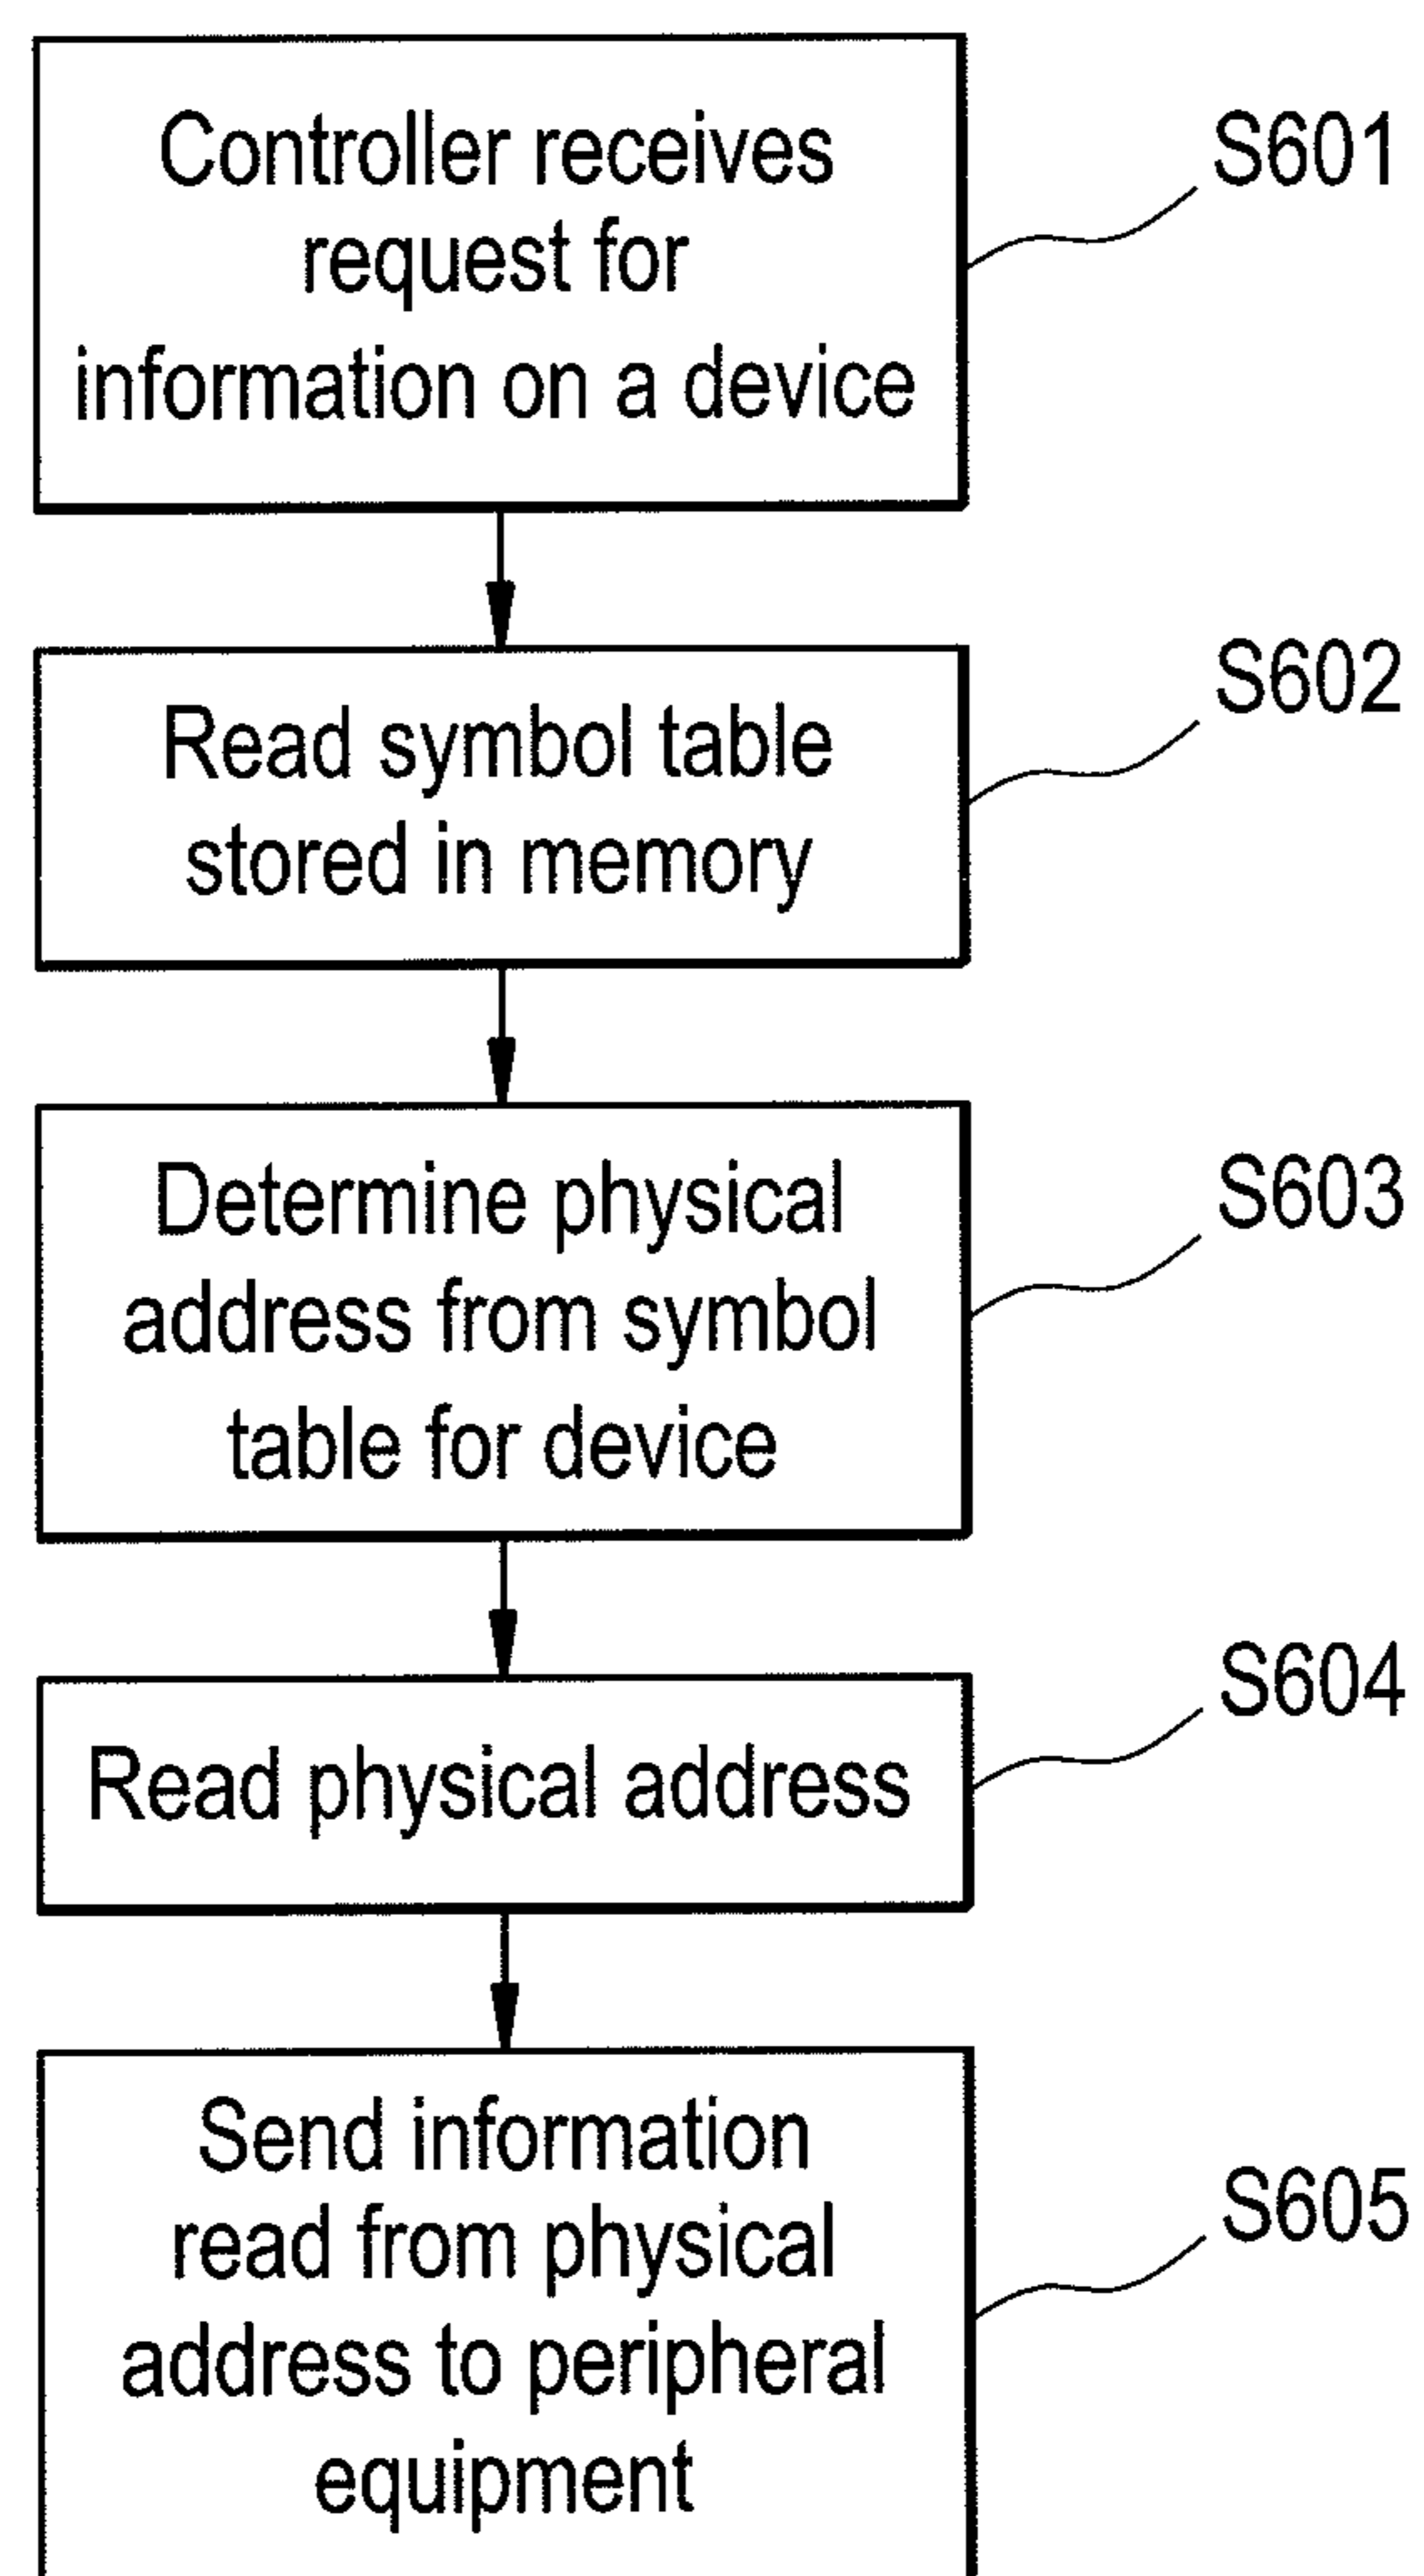 Controller receives
request for
information on a device
S601
Read symbol table
stored in memory
S602
Determine physical
address from symbol
table for device
S603
Read physical address
S604
Send information
read from physical
address to peripheral
equipment
S605